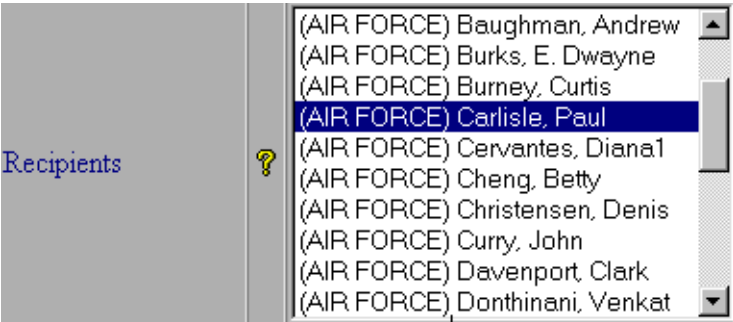 (AIR FORCE) Baughman, Andrew
(AIR FORCE) Burks, E. Dwayne
(AIR FORCE) Burney, Curtis
(AIR FORCE) Carlisle, Paul
(AIR FORCE) Cervantes, Diana1
Recipients ?
(AIR FORCE) Cheng, Betty
(AIR FORCE) Christensen, Denis
(AIR FORCE) Curry, John
(AIR FORCE) Davenport, Clark
(AIR FORCE) Donthinani, Venkat